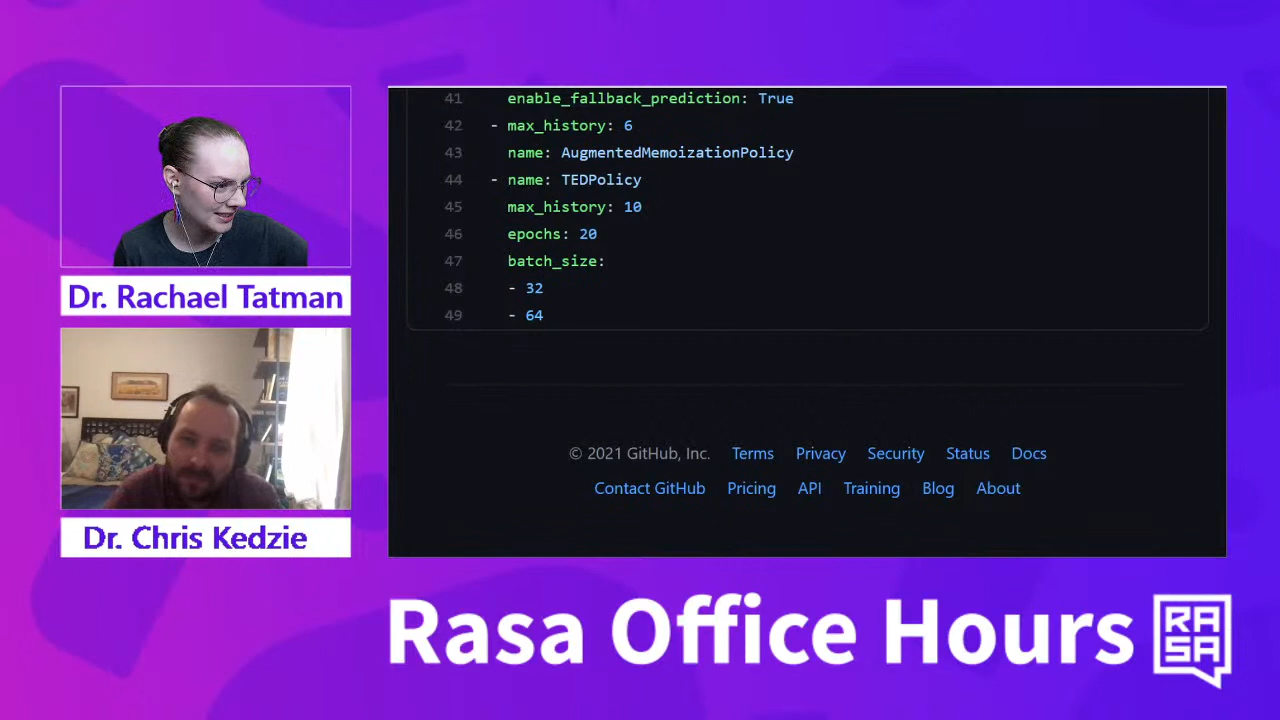 Dr. Rachael Tatman
Dr. Chris Kedzie
41 enable_fallback_prediction: True
42 - max_history: 6
43 name: AugmentedMemoizationPolicy
44 - name: TEDPolicy
45 max_history: 10
46 epochs: 20
47 batch_size:
48 - 32
49 - 64
© 2021 GitHub, Inc. Terms Privacy Security Status Docs
Contact GitHub Pricing API Training Blog About
Rasa Office Hours
RA
SA